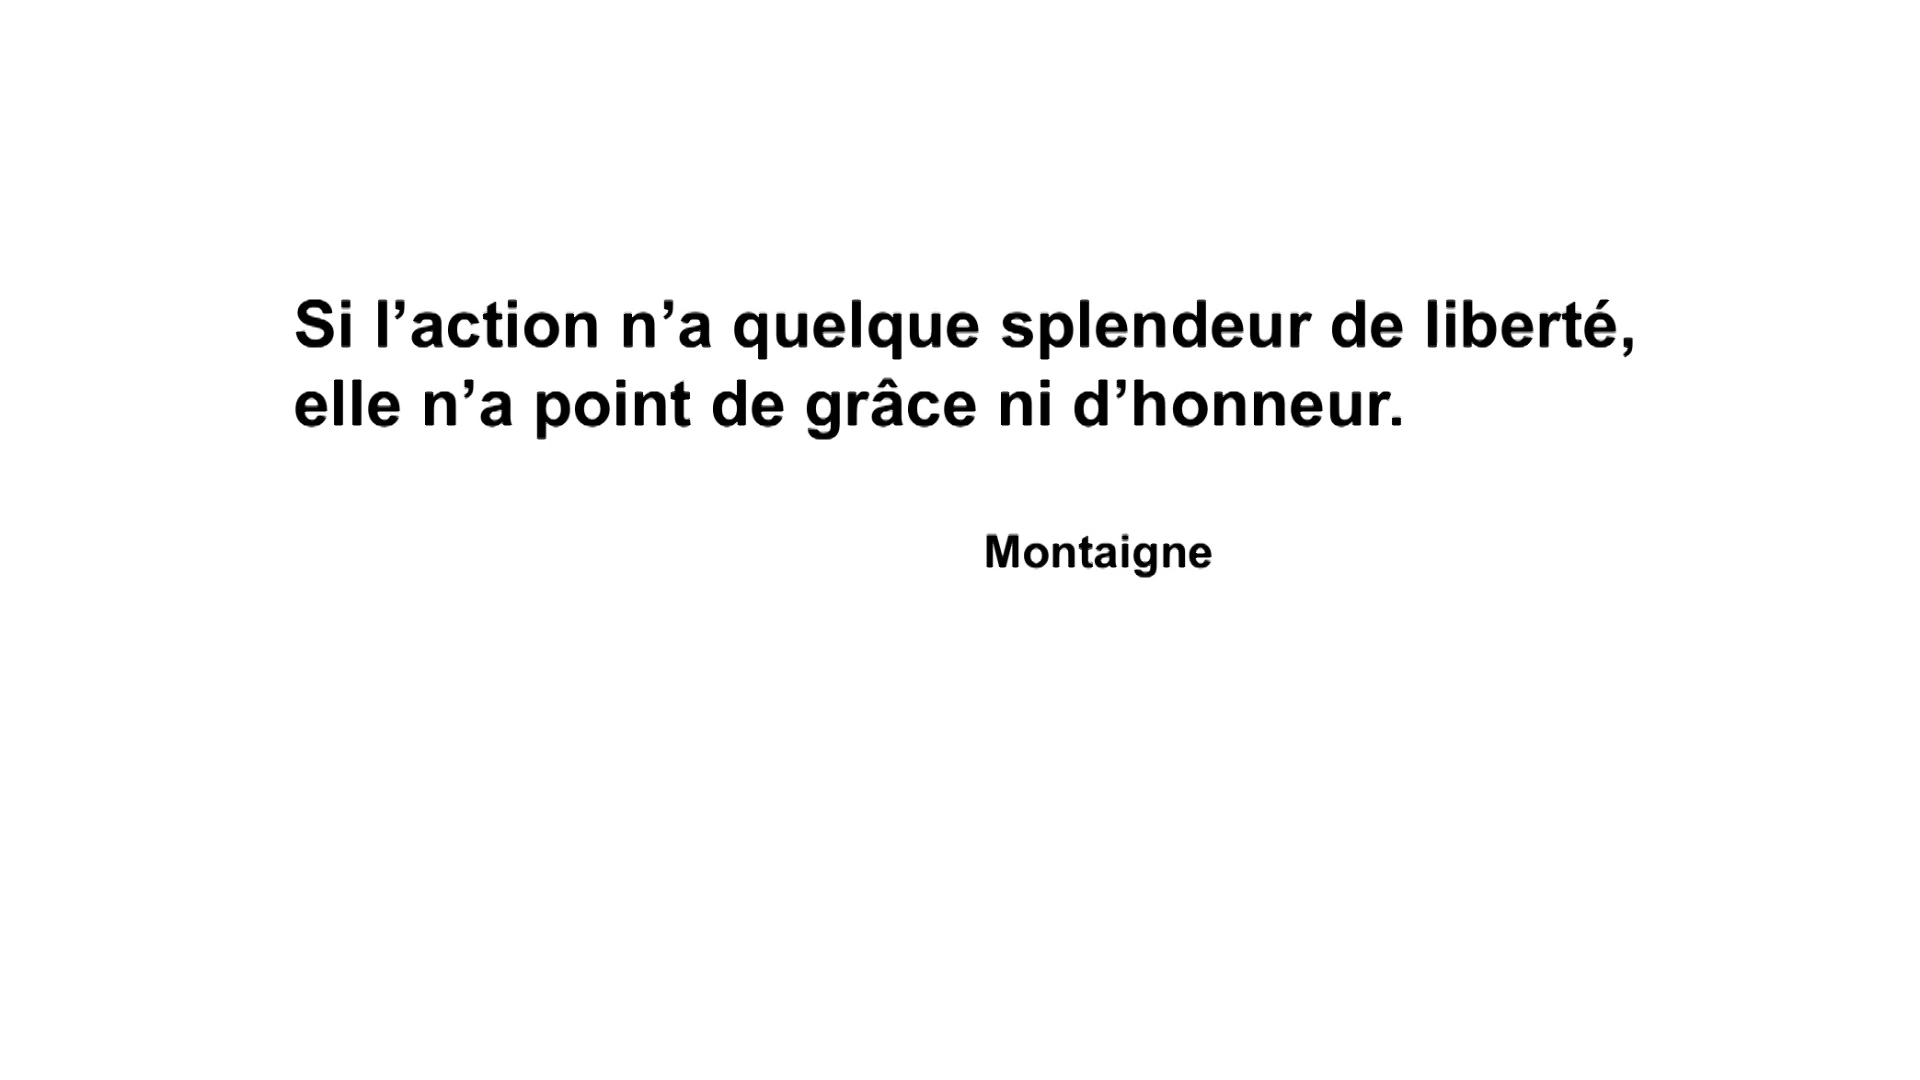 Si l’action n’a quelque splendeur de liberté,
elle n’a point de grâce ni d’honneur.
Montaigne